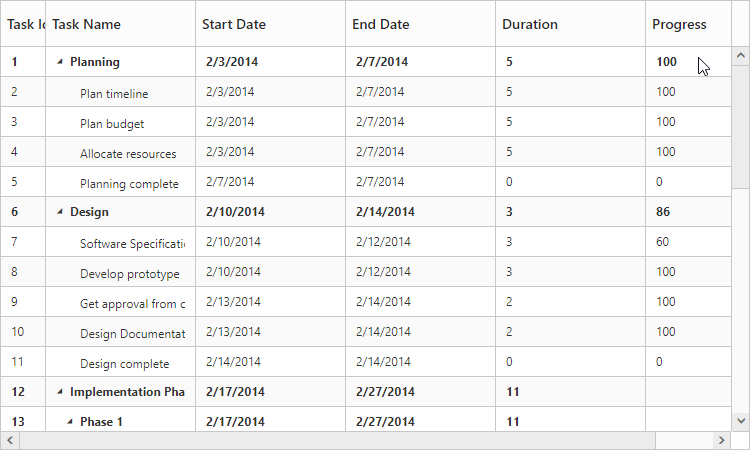 Task Id Task Name Start Date End Date Duration Progress
1 Planning 2/3/2014 2/7/2014 5 100
2 Plan timeline 2/3/2014 2/7/2014 5 100
3 Plan budget 2/3/2014 2/7/2014 5 100
4 Allocate resources 2/3/2014 2/7/2014 5 100
5 Planning complete 2/7/2014 2/7/2014 0 0
6 Design 2/10/2014 2/14/2014 3 86
7 Software Specificati 2/10/2014 2/12/2014 3 60
8 Develop prototype 2/10/2014 2/12/2014 3 100
9 Get approval from c 2/13/2014 2/14/2014 2 100
10 Design Documentat 2/13/2014 2/14/2014 2 100
11 Design complete 2/14/2014 2/14/2014 0 0
12 Implementation Pha 2/17/2014 2/27/2014 11
13 Phase 1 2/17/2014 2/27/2014 11